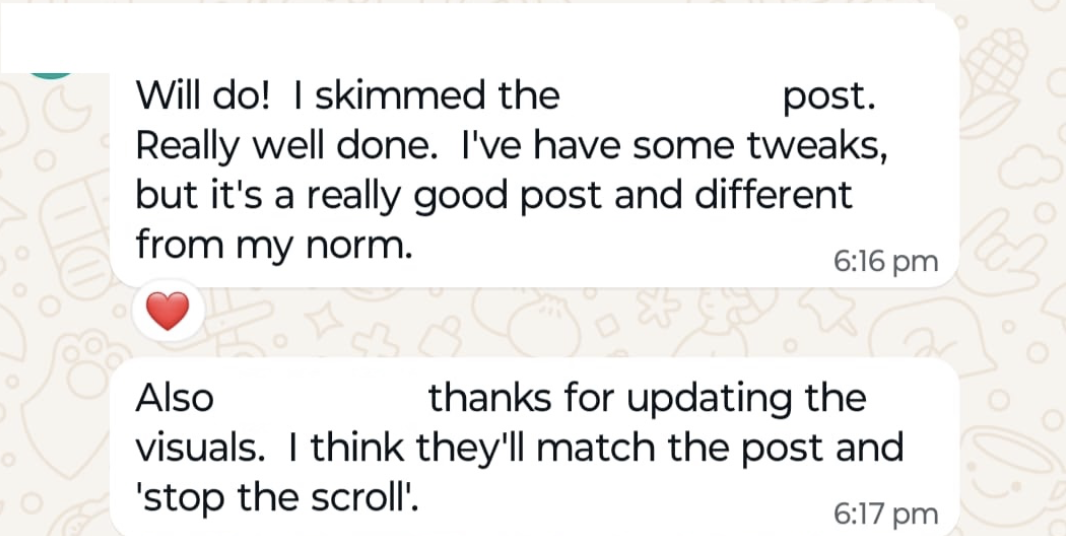 Will do!  I skimmed the post.
Really well done.  I've have some tweaks,
but it's a really good post and different
from my norm.
6:16 pm
Also thanks for updating the
visuals.  I think they'll match the post and
'stop the scroll'.
6:17 pm